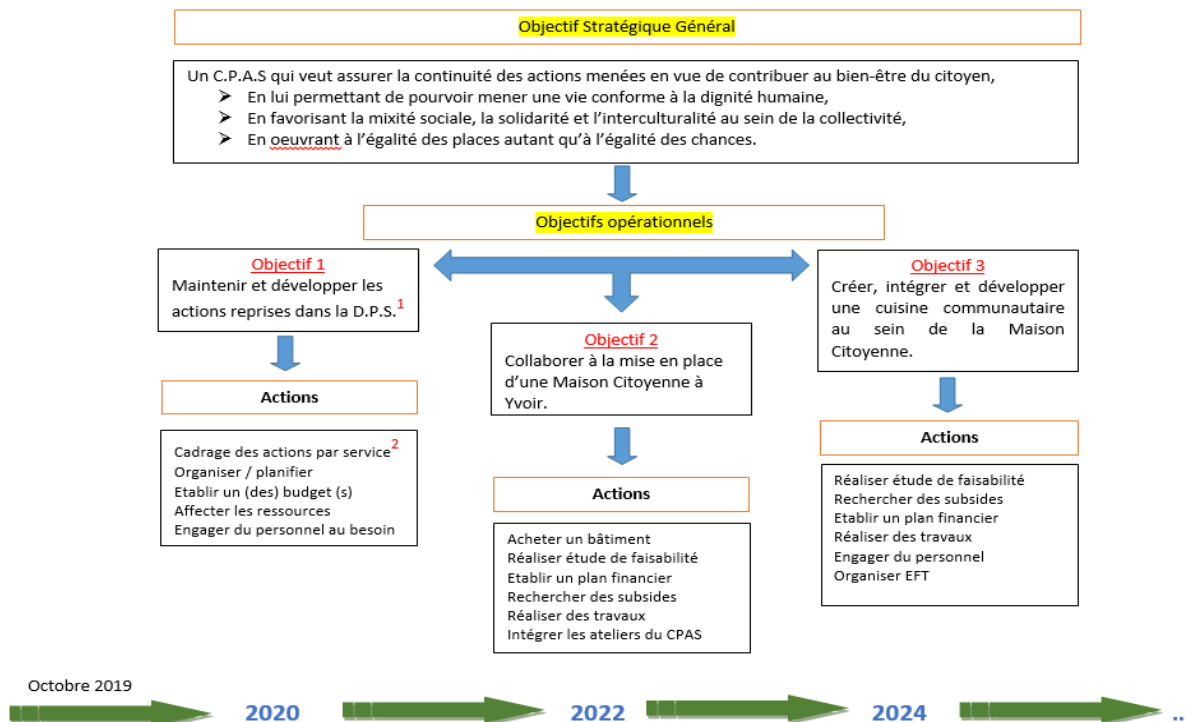 Objectif Stratégique Général
Un C.P.A.S qui veut assurer la continuité des actions menées en vue de contribuer au bien-être du citoyen,
➤ En lui permettant de pourvoir mener une vie conforme à la dignité humaine,
➤ En favorisant la mixité sociale, la solidarité et l'interculturalité au sein de la collectivité,
➤ En oeuvrant à l'égalité des places autant qu'à l'égalité des chances.
Objectifs opérationnels
Objectif 1
Maintenir et développer les
actions reprises dans la D.P.S.1
Actions
Cadrage des actions par service2
Organiser / planifier
Etablir un (des) budget (s)
Affecter les ressources
Engager du personnel au besoin
Objectif 2
Collaborer à la mise en place
d'une Maison Citoyenne à
Yvoir.
Actions
Acheter un bâtiment
Réaliser étude de faisabilité
Etablir un plan financier
Rechercher des subsides
Réaliser des travaux
Intégrer les ateliers du CPAS
Objectif 3
Créer, intégrer et développer
une cuisine communautaire
au sein de la Maison
Citoyenne.
Actions
Réaliser étude de faisabilité
Rechercher des subsides
Etablir un plan financier
Réaliser des travaux
Engager du personnel
Organiser EFT
Octobre 2019
2020
2022
2024
..